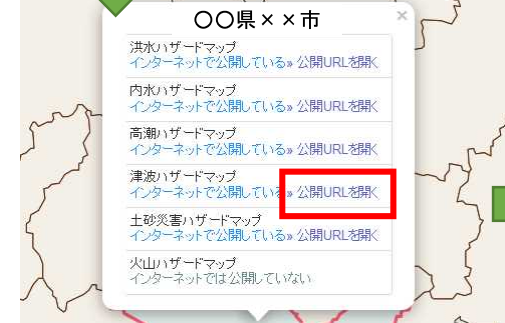 〇〇県××市
×
洪水ハザードマップ
インターネットで公開している» 公開URLを開く
内水ハザードマップ
インターネットで公開している» 公開URLを開く
高潮ハザードマップ
インターネットで公開している» 公開URLを開く
津波ハザードマップ
インターネットで公開している» 公開URLを開く
土砂災害ハザードマップ
インターネットで公開している» 公開URLを開く
火山ハザードマップ
インターネットでは公開していない